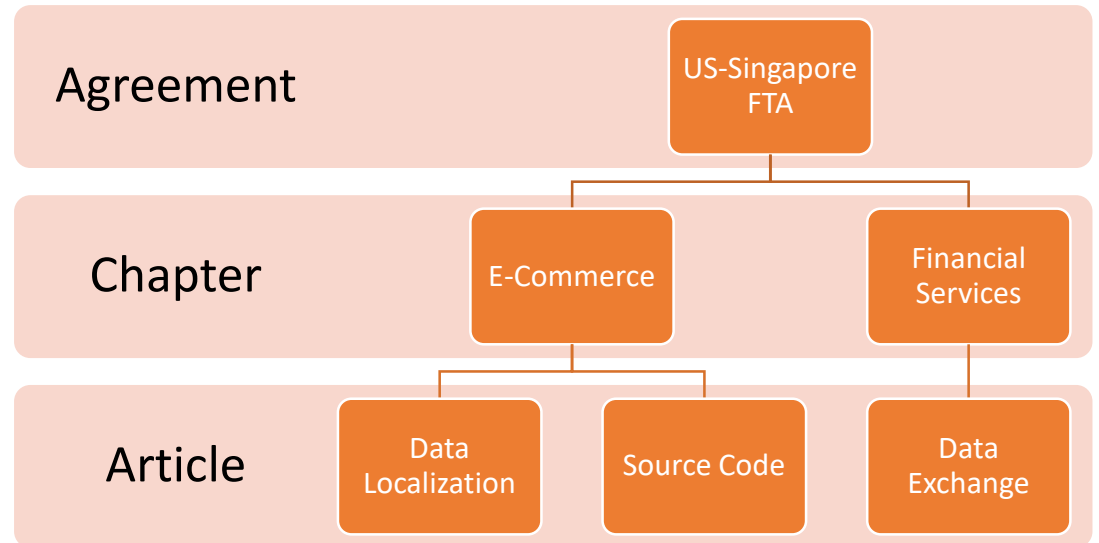 Agreement
US-Singapore
FTA
Chapter
E-Commerce
Financial
Services
Article
Data
Localization
Source Code
Data
Exchange